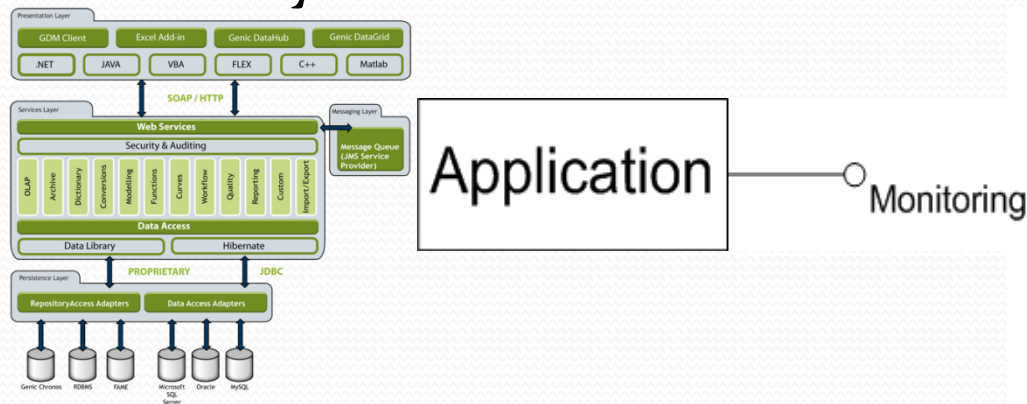 Presentation Layer
GDM Client
Excel Add-in
Genic DataHub
Genic DataGrid
.NET
JAVA
VBA
FLEX
C++
Matlab
SOAP / HTTP
Services Layer
Web Services
Security & Auditing
OLAP
Archive
Dictionary
Conversions
Modelling
Functions
Curves
Workflow
Quality
Reporting
Custom
Import/Export
Data Access
Data Library
Hibernate
Messaging Layer
Message Queue
(JMS Service
Provider)
PROPRIETARY
JDBC
Persistence Layer
RepositoryAccess Adapters
Data Access Adapters
Genic Chronos
RDBMS
FAME
Microsoft
SQL
Server
Oracle
MySQL
Application
Monitoring